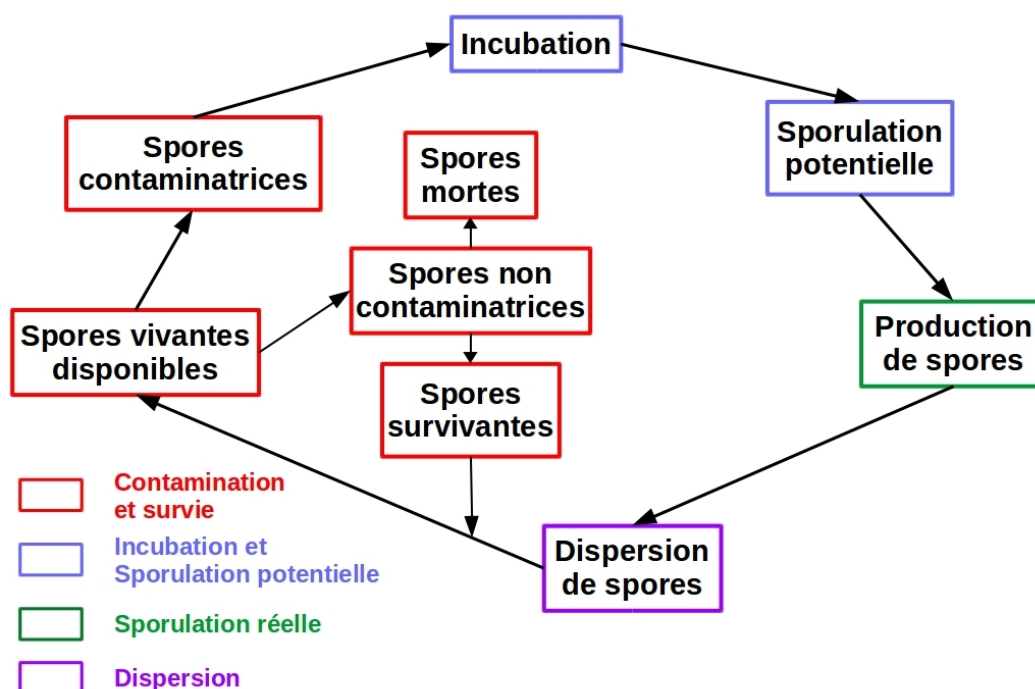 Incubation
Sporulation
potentielle
Spores
contaminatrices
Spores
mortes
Spores non
contaminatrices
Spores vivantes
disponibles
Production
de spores
Spores
survivantes
Dispersion
de spores
Contamination
et survie
Incubation et
Sporulation potentielle
Sporulation réelle
Dispersion